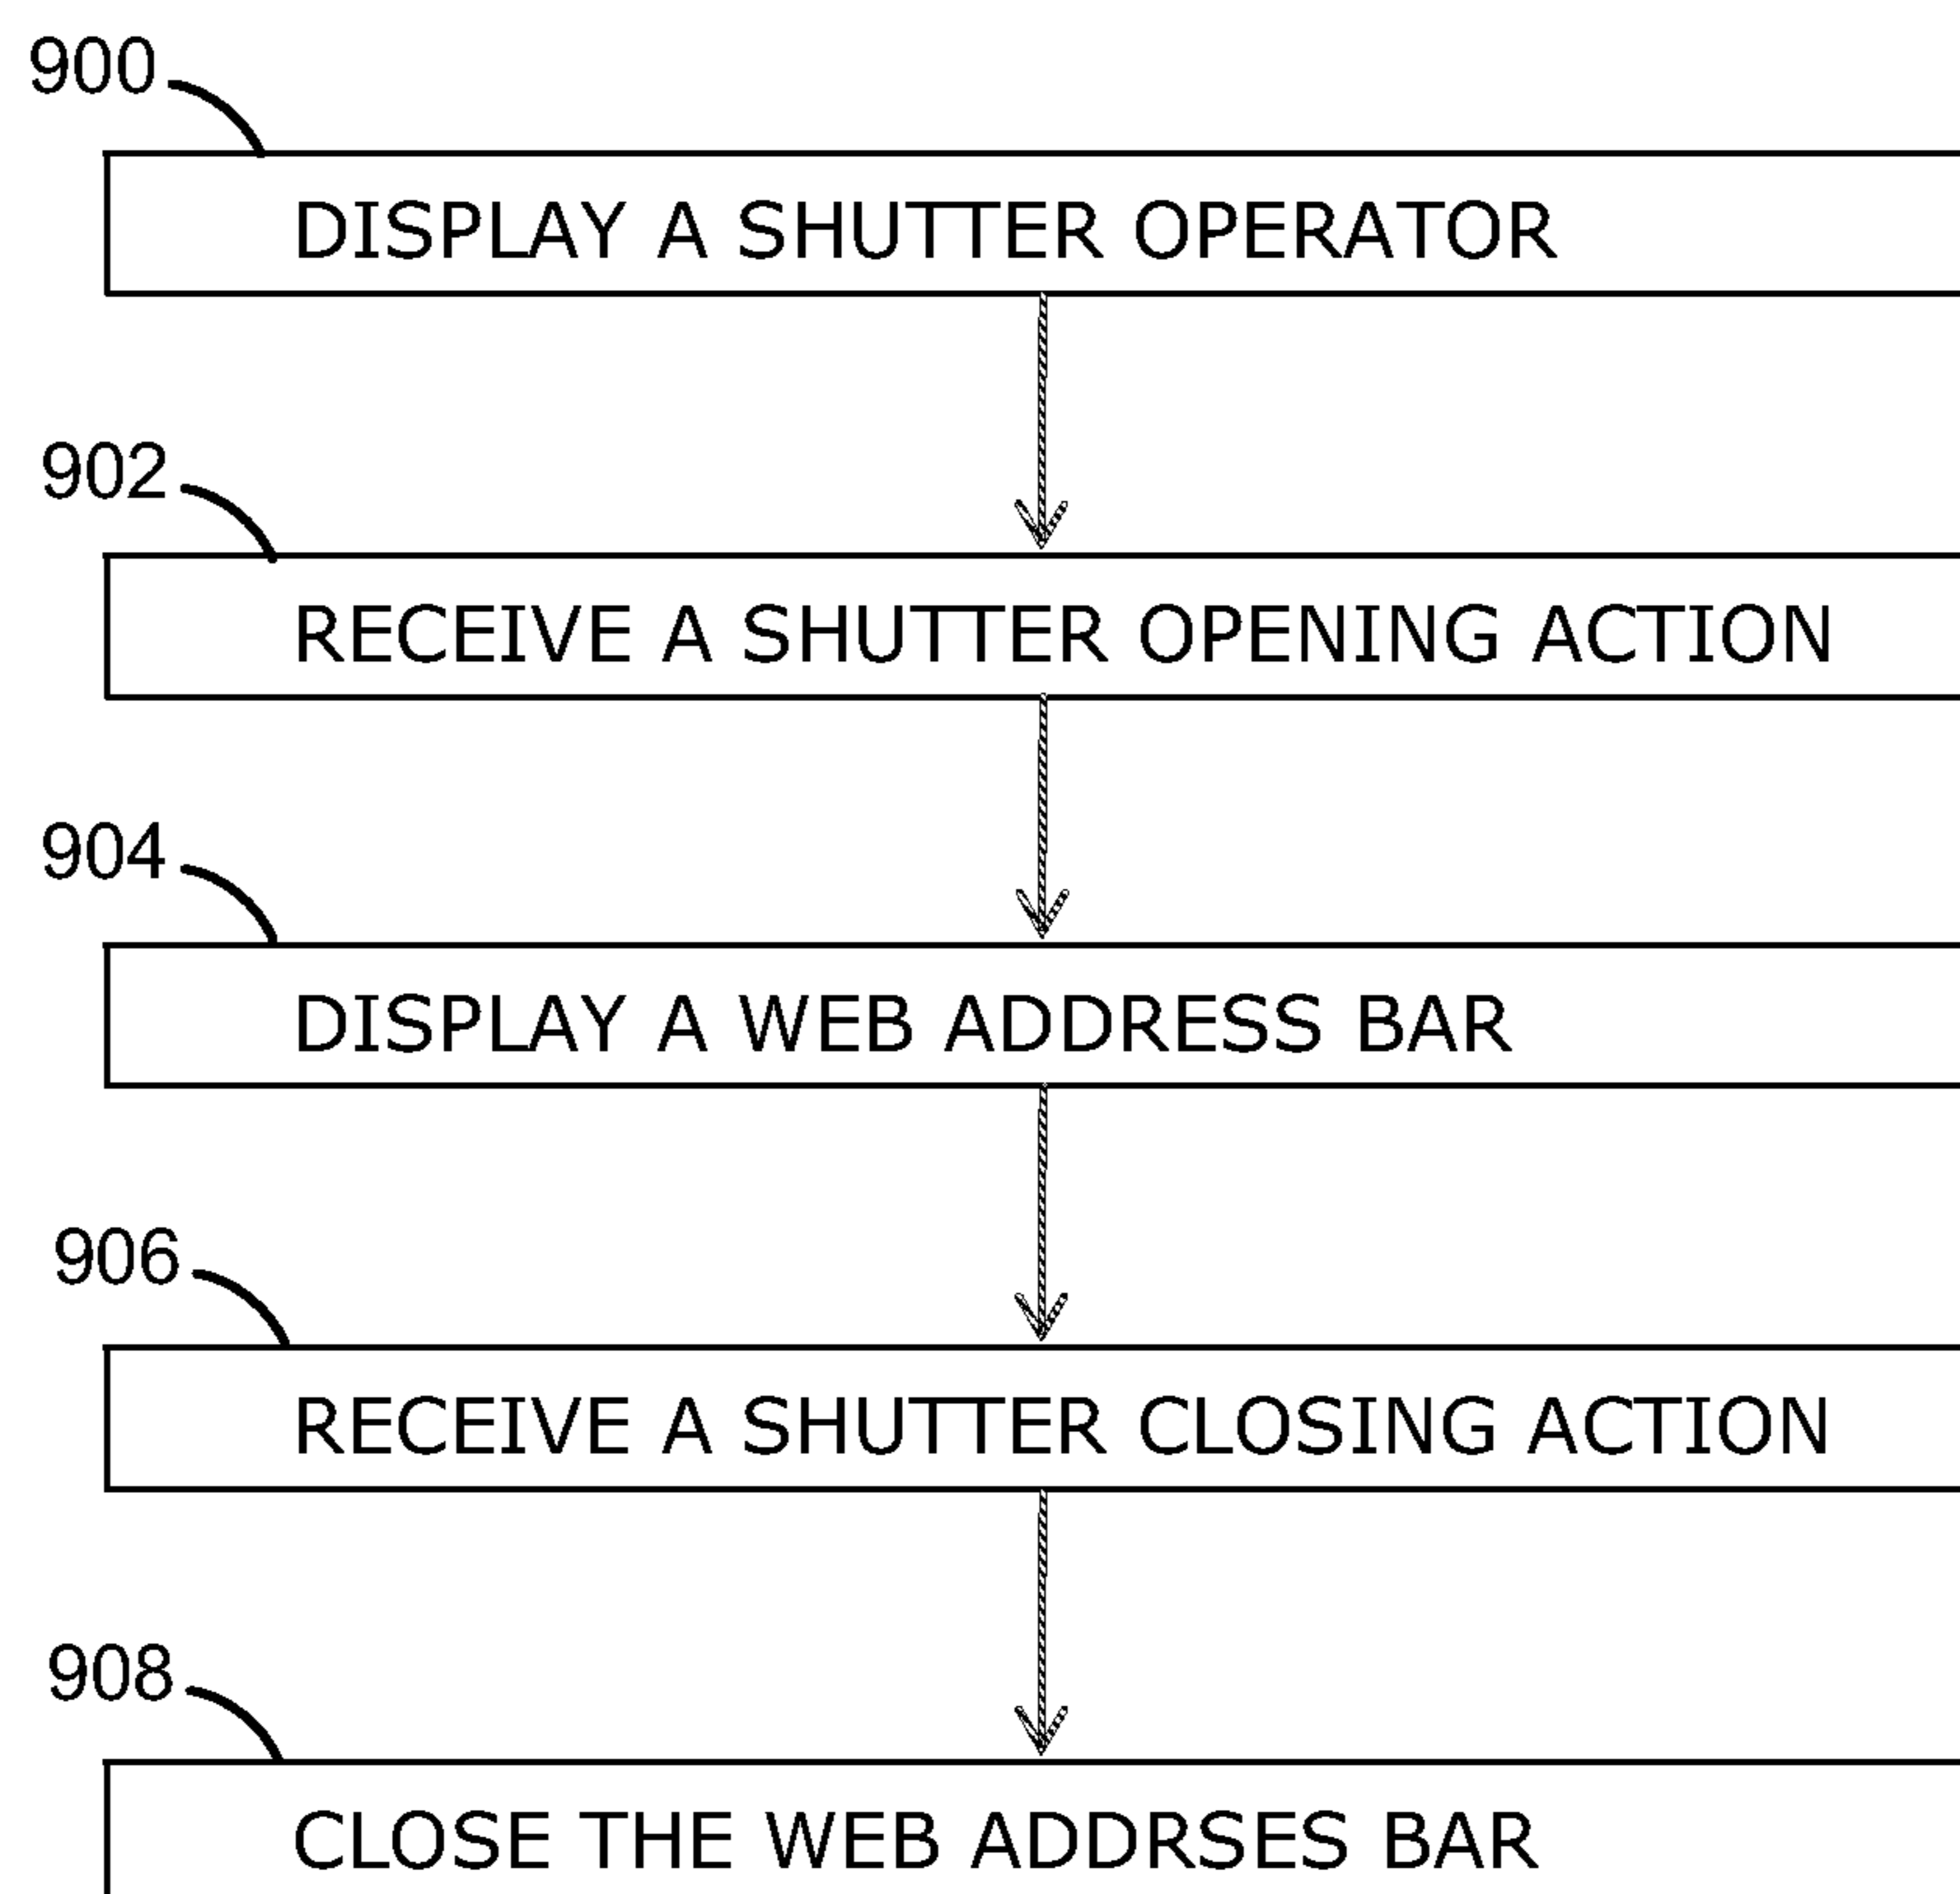 900
DISPLAY A SHUTTER OPERATOR
902
RECEIVE A SHUTTER OPENING ACTION
904
DISPLAY A WEB ADDRESS BAR
906
RECEIVE A SHUTTER CLOSING ACTION
908
CLOSE THE WEB ADDRSES BAR